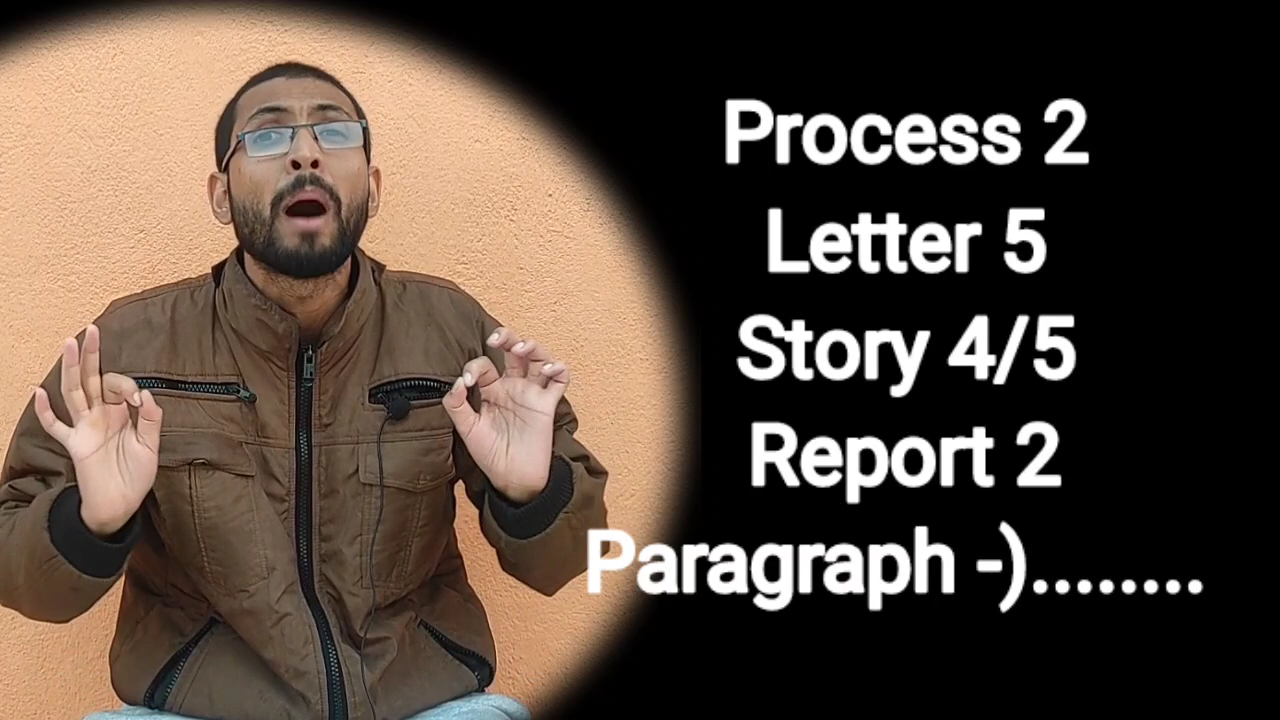 Process 2
Letter 5
Story 4/5
Report 2
Paragraph -)........